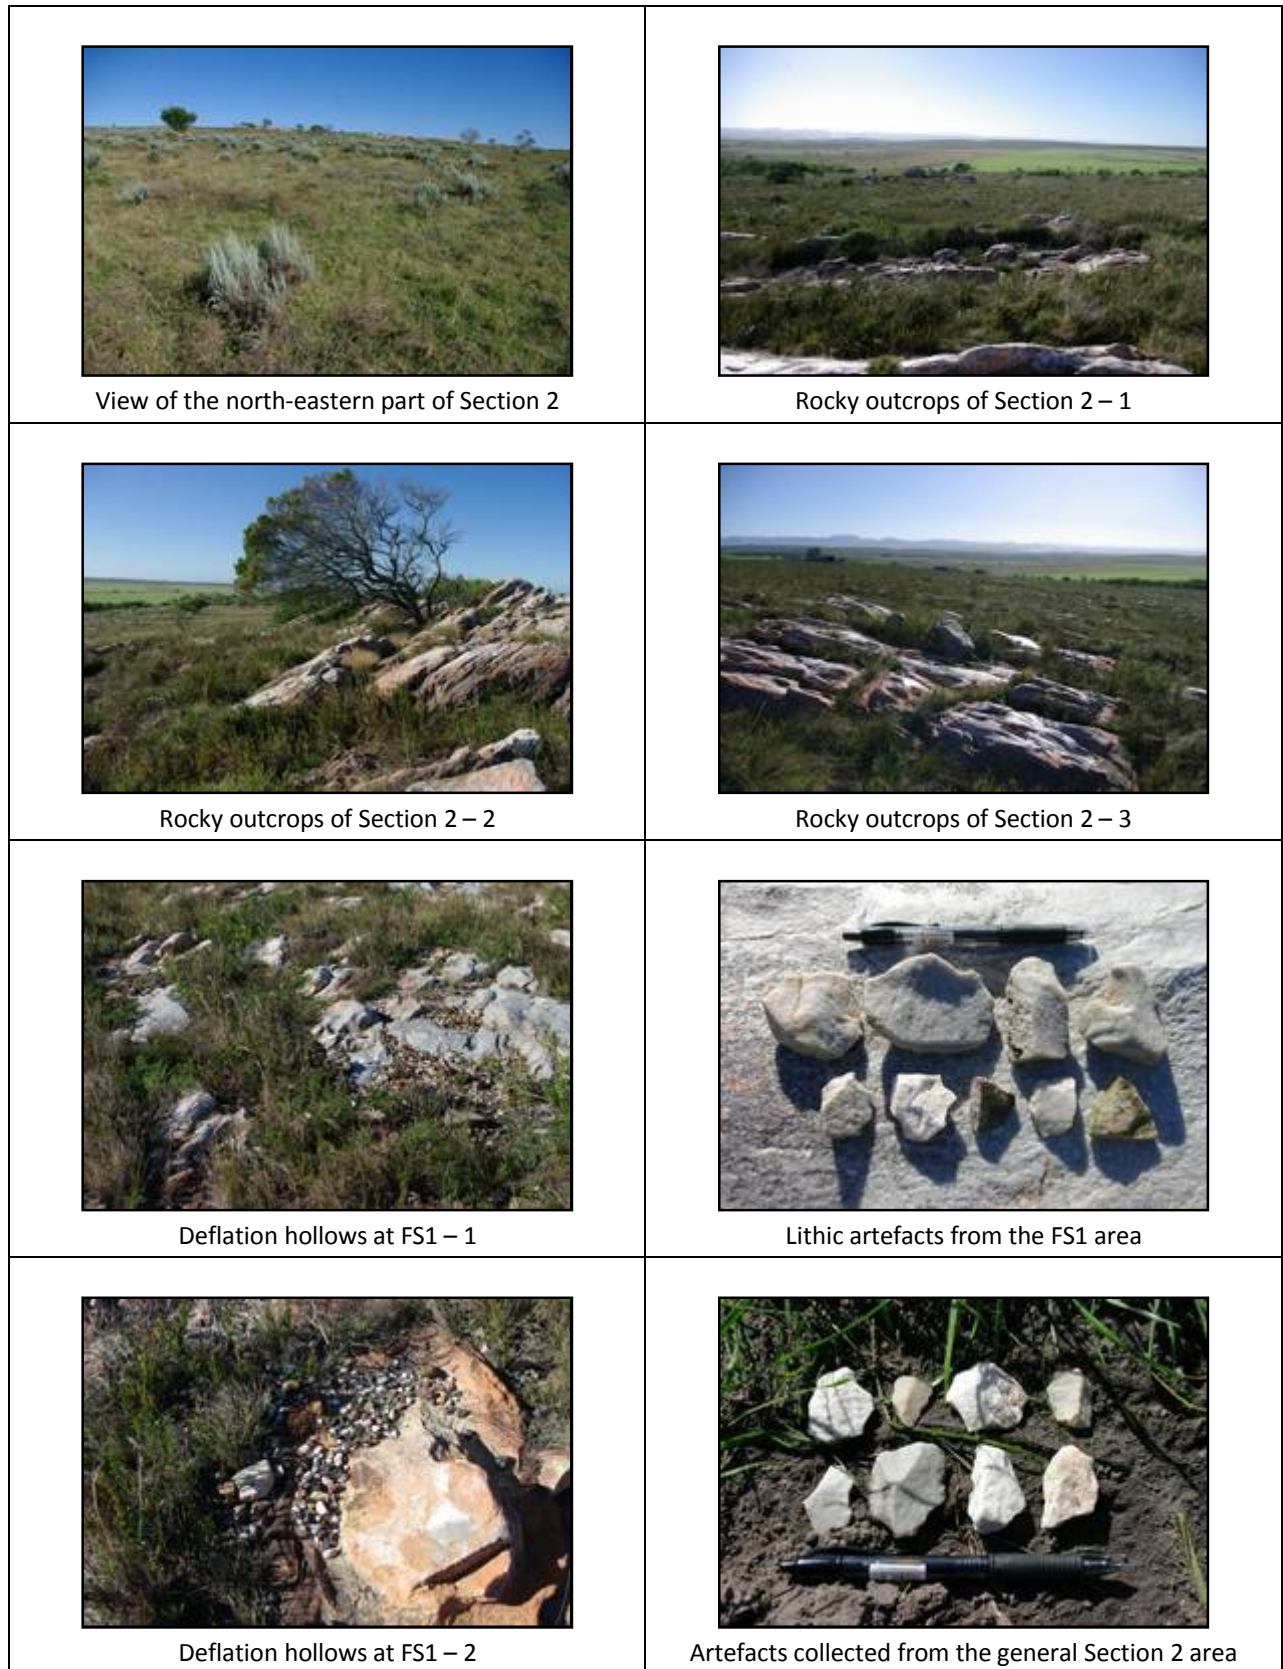 View of the north-eastern part of Section 2
Rocky outcrops of Section 2 – 1
Rocky outcrops of Section 2 – 2
Rocky outcrops of Section 2 – 3
Deflation hollows at FS1 – 1
Lithic artefacts from the FS1 area
Deflation hollows at FS1 – 2
Artefacts collected from the general Section 2 area